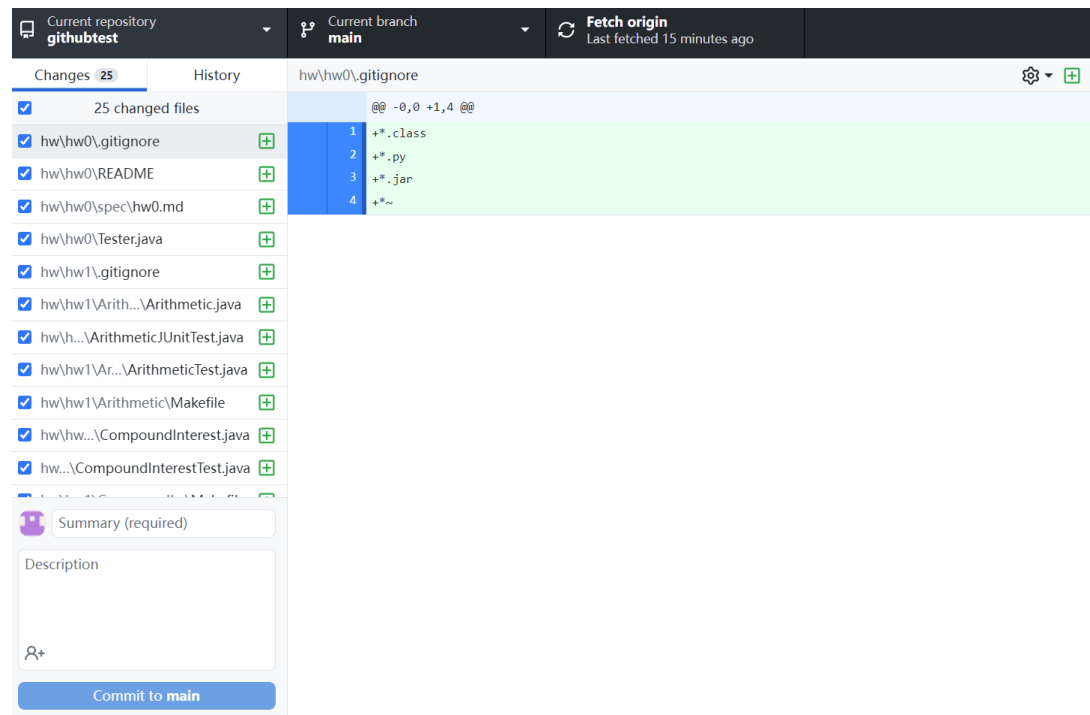 Current repository
githubtest
Current branch
main
Fetch origin
Last fetched 15 minutes ago
Changes 25
History
25 changed files
hw\hw0\.gitignore
hw\hw0\README
hw\hw0\spec\hw0.md
hw\hw0\Tester.java
hw\hw1\.gitignore
hw\hw1\Arith...\Arithmetic.java
hw\h...\ArithmeticJUnitTest.java
hw\hw1\Ar...\ArithmeticTest.java
hw\hw1\Arithmetic\Makefile
hw\hw...\CompoundInterest.java
hw...\CompoundInterestTest.java
Summary (required)
Description
Commit to main
hw\hw0\.gitignore
@@ -0,0 +1,4 @@
1 +*.class
2 +*.py
3 +*.jar
4 +*~